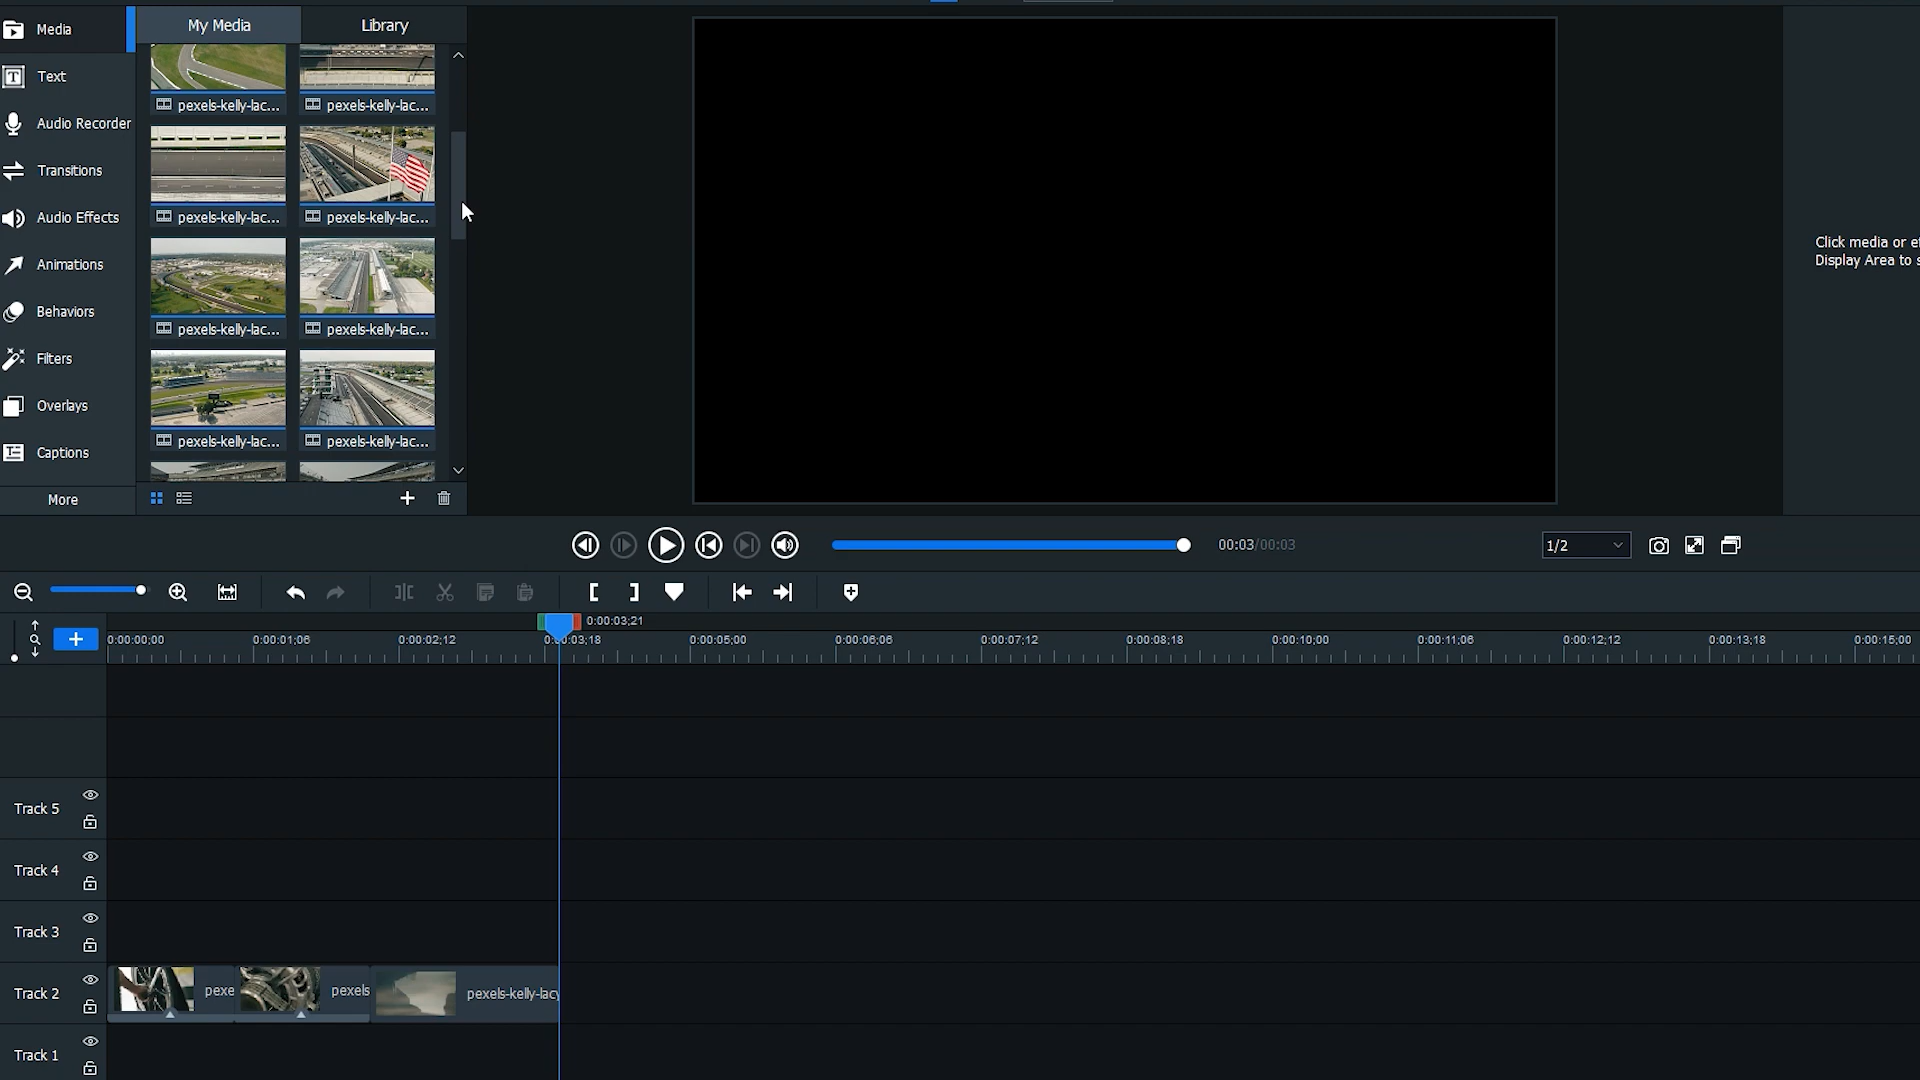 Media
My Media
Library
Text
pexels-kelly-lac...
pexels-kelly-lac...
Audio Recorder
Transitions
Audio Effects
pexels-kelly-lac...
pexels-kelly-lac...
Click media or e
Display Area to s
Animations
Behaviors
pexels-kelly-lac...
pexels-kelly-lac...
Filters
Overlays
pexels-kelly-lac...
pexels-kelly-lac...
Captions
More
00:03/00:03
1/2
0:00:03;21
0:00:00;00
0:00:01;06
0:00:02;12
0:00:03;18
0:00:05;00
0:00:06;06
0:00:07;12
0:00:08;18
0:00:10;00
0:00:11;06
0:00:12;12
0:00:13;18
0:00:15;00
Track 5
Track 4
Track 3
Track 2
pexe
pexels
pexels-kelly-lacy
Track 1